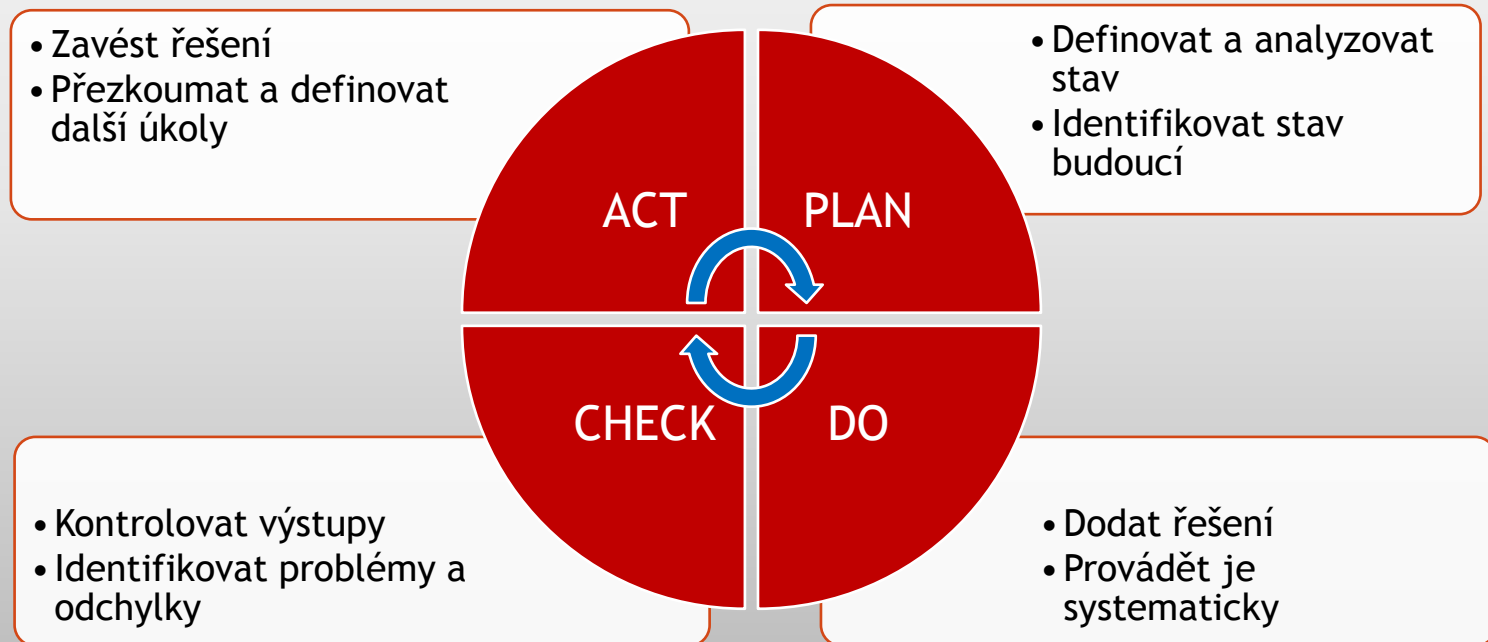 • Zavést řešení
• Přezkoumat a definovat
další úkoly
• Definovat a analyzovat
stav
• Identifikovat stav
budoucí
ACT
PLAN
CHECK
DO
• Kontrolovat výstupy
• Identifikovat problémy a
odchylky
• Dodat řešení
• Provádět je
systematicky